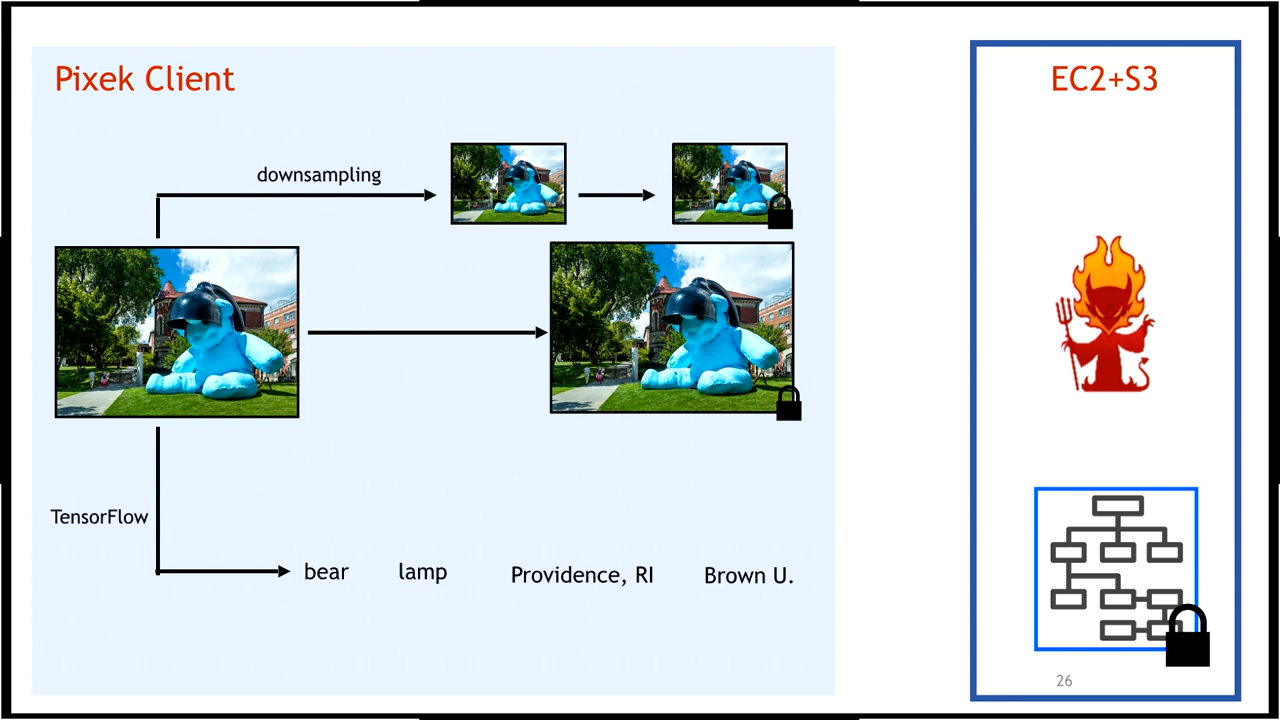 Pixek Client
EC2+S3
downsampling
TensorFlow
bear
lamp
Providence, RI
Brown U.
26